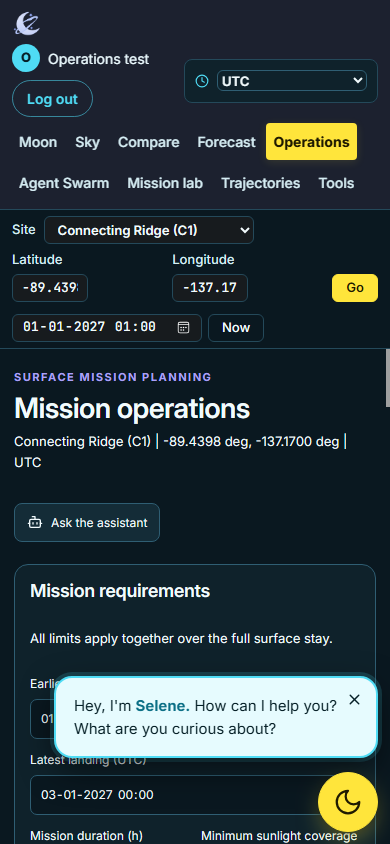 O Operations test
UTC
Log out
Moon Sky Compare Forecast Operations
Agent Swarm Mission lab Trajectories Tools
Site Connecting Ridge (C1)
Latitude Longitude
-137.17 Go
01-01-2027 01:00 Now
SURFACE MISSION PLANNING
Mission operations
Connecting Ridge (C1) | -89.4398 deg, -137.1700 deg |
UTC
Ask the assistant
Mission requirements
All limits apply together over the full surface stay.
Hey, I'm Selene. How can I help you?
What are you curious about?
Latest landing (UTC)
03-01-2027 00:00
Mission duration (h) Minimum sunlight coverage